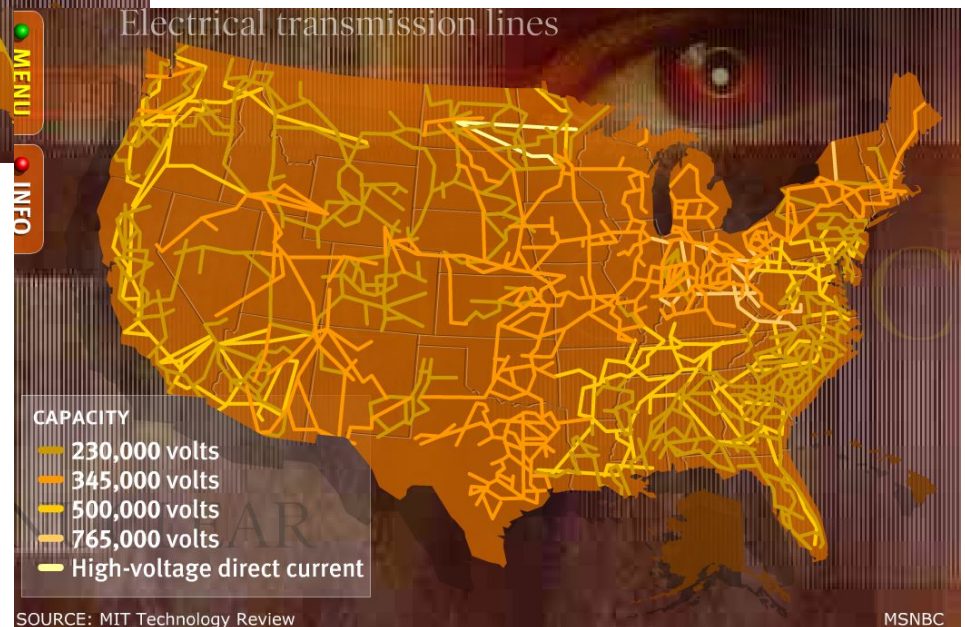 Electrical transmission lines
MENU
INFO
CAPACITY
230,000 volts
345,000 volts
500,000 volts
765,000 volts
High-voltage direct current
SOURCE: MIT Technology Review
MSNBC